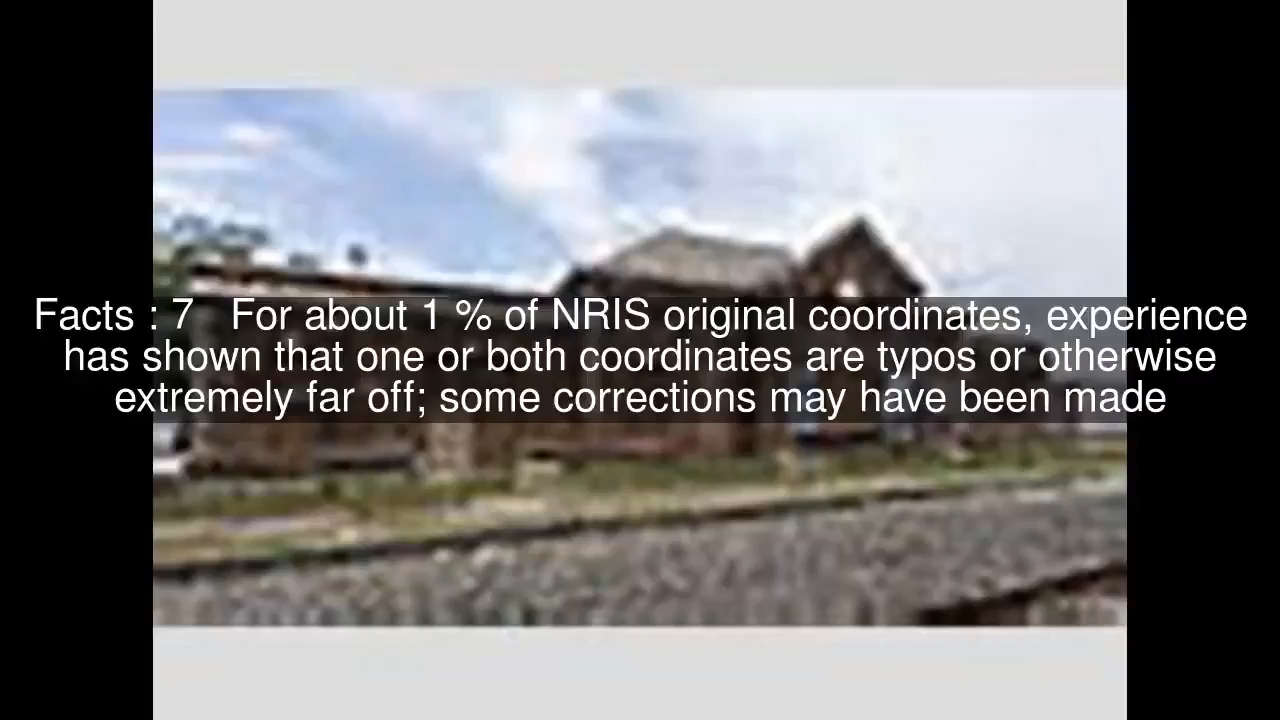 Facts : 7   For about 1 % of NRIS original coordinates, experience
has shown that one or both coordinates are typos or otherwise
extremely far off; some corrections may have been made